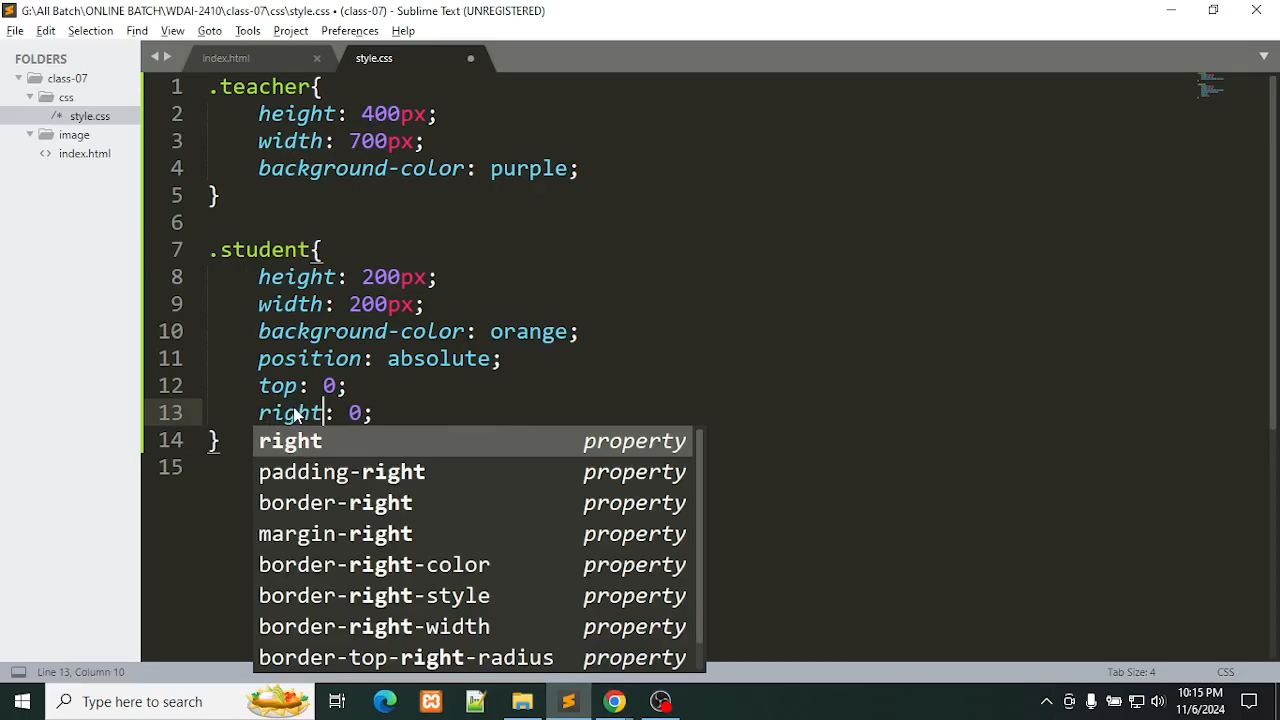 G:\All Batch\ONLINE BATCH\WDAI-2410\class-07\css\style.css • (class-07) - Sublime Text (UNREGISTERED)
File Edit Selection Find View Goto Tools Project Preferences Help
FOLDERS
class-07
css
/* style.css
image
<> index.html
index.html ×
style.css
1 .teacher{
2 height: 400px;
3 width: 700px;
4 background-color: purple;
5 }
6
7 .student{
8 height: 200px;
9 width: 200px;
10 background-color: orange;
11 position: absolute;
12 top: 0;
13 right: 0;
14 }
15
right property
padding-right property
border-right property
margin-right property
border-right-color property
border-right-style property
border-right-width property
border-top-right-radius property
Line 13, Column 10 Tab Size: 4 CSS
Type here to search
10:15 PM
11/6/2024